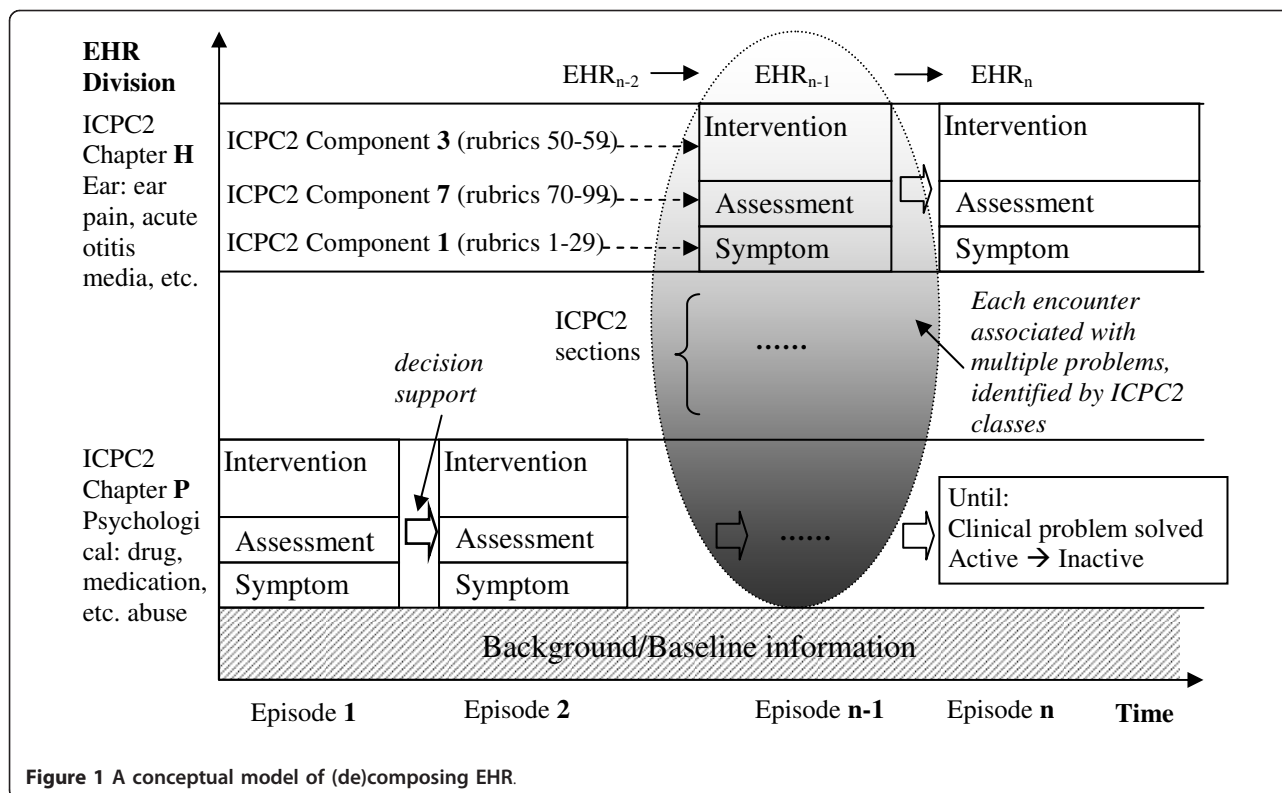 EHR
Division
EHRn-2
EHRn-1
EHRn
ICPC2
Chapter H
Ear: ear
pain, acute
otitis
media, etc.
ICPC2 Component 3 (rubrics 50-59)
ICPC2 Component 7 (rubrics 70-99)
ICPC2 Component 1 (rubrics 1-29)
Intervention
Assessment
Symptom
Intervention
Assessment
Symptom
ICPC2
sections
......
Each encounter
associated with
multiple problems,
identified by ICPC2
classes
decision
support
ICPC2
Chapter P
Psychologi
cal: drug,
medication,
etc. abuse
Intervention
Assessment
Symptom
Intervention
Assessment
Symptom
......
Until:
Clinical problem solved
Active → Inactive
Background/Baseline information
Episode 1
Episode 2
Episode n-1
Episode n
Time
Figure 1 A conceptual model of (de)composing EHR.